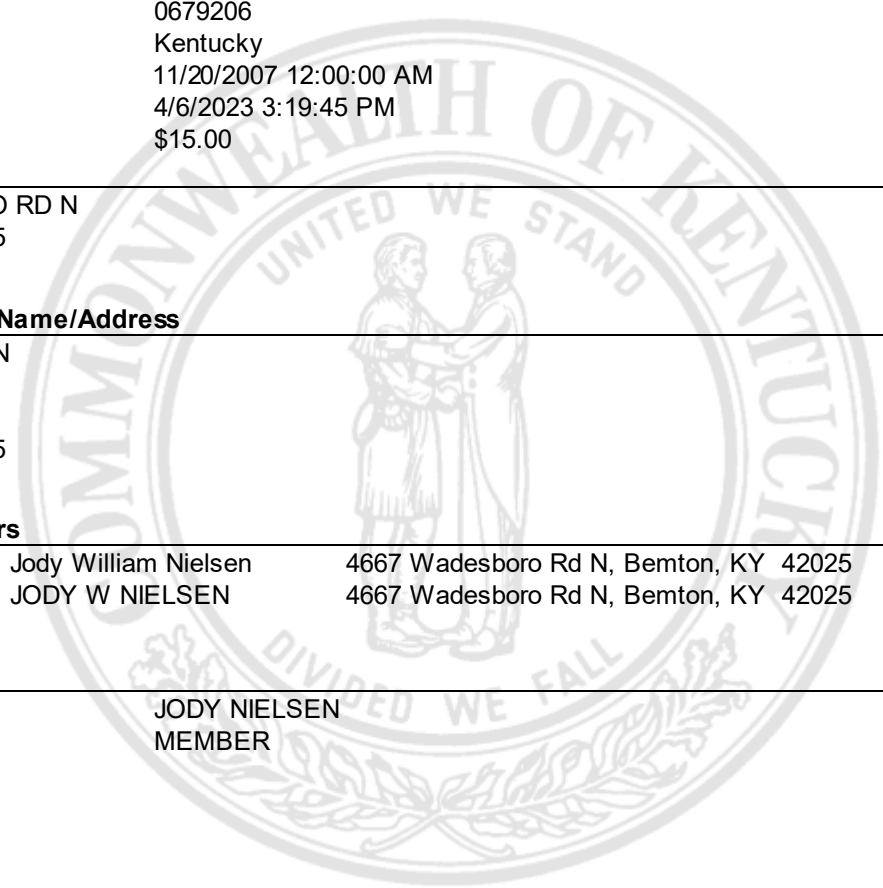 0679206
Kentucky
11/20/2007 12:00:00 AM
4/6/2023 3:19:45 PM
$15.00
RD N
5
Name/Address
N
5
rs
Jody William Nielsen 4667 Wadesboro Rd N, Bemton, KY 42025
JODY W NIELSEN 4667 Wadesboro Rd N, Bemton, KY 42025
JODY NIELSEN
MEMBER
COMMONWEALTH OF KENTUCKY
UNITED WE STAND
DIVIDED WE FALL